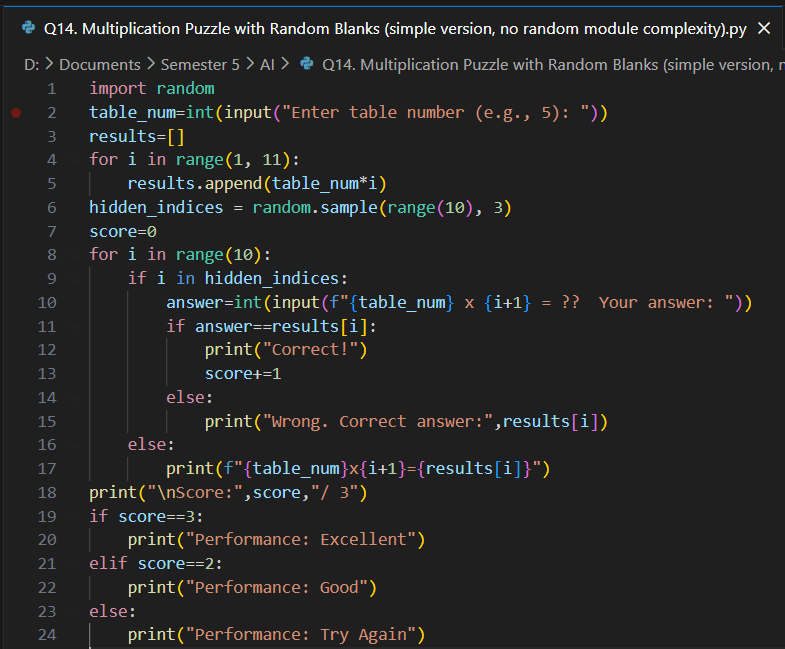 Q14. Multiplication Puzzle with Random Blanks (simple version, no random module complexity).py
D: > Documents > Semester 5 > AI > Q14. Multiplication Puzzle with Random Blanks (simple version,
1 import random
2 table_num=int(input("Enter table number (e.g., 5): "))
3 results=[]
4 for i in range(1, 11):
5     results.append(table_num*i)
6 hidden_indices = random.sample(range(10), 3)
7 score=0
8 for i in range(10):
9     if i in hidden_indices:
10         answer=int(input(f"{table_num} x {i+1} = ??  Your answer: "))
11         if answer==results[i]:
12             print("Correct!")
13             score+=1
14         else:
15             print("Wrong. Correct answer:",results[i])
16     else:
17         print(f"{table_num}x{i+1}={results[i]}")
18 print("\nScore:",score,"/ 3")
19 if score==3:
20     print("Performance: Excellent")
21 elif score==2:
22     print("Performance: Good")
23 else:
24     print("Performance: Try Again")